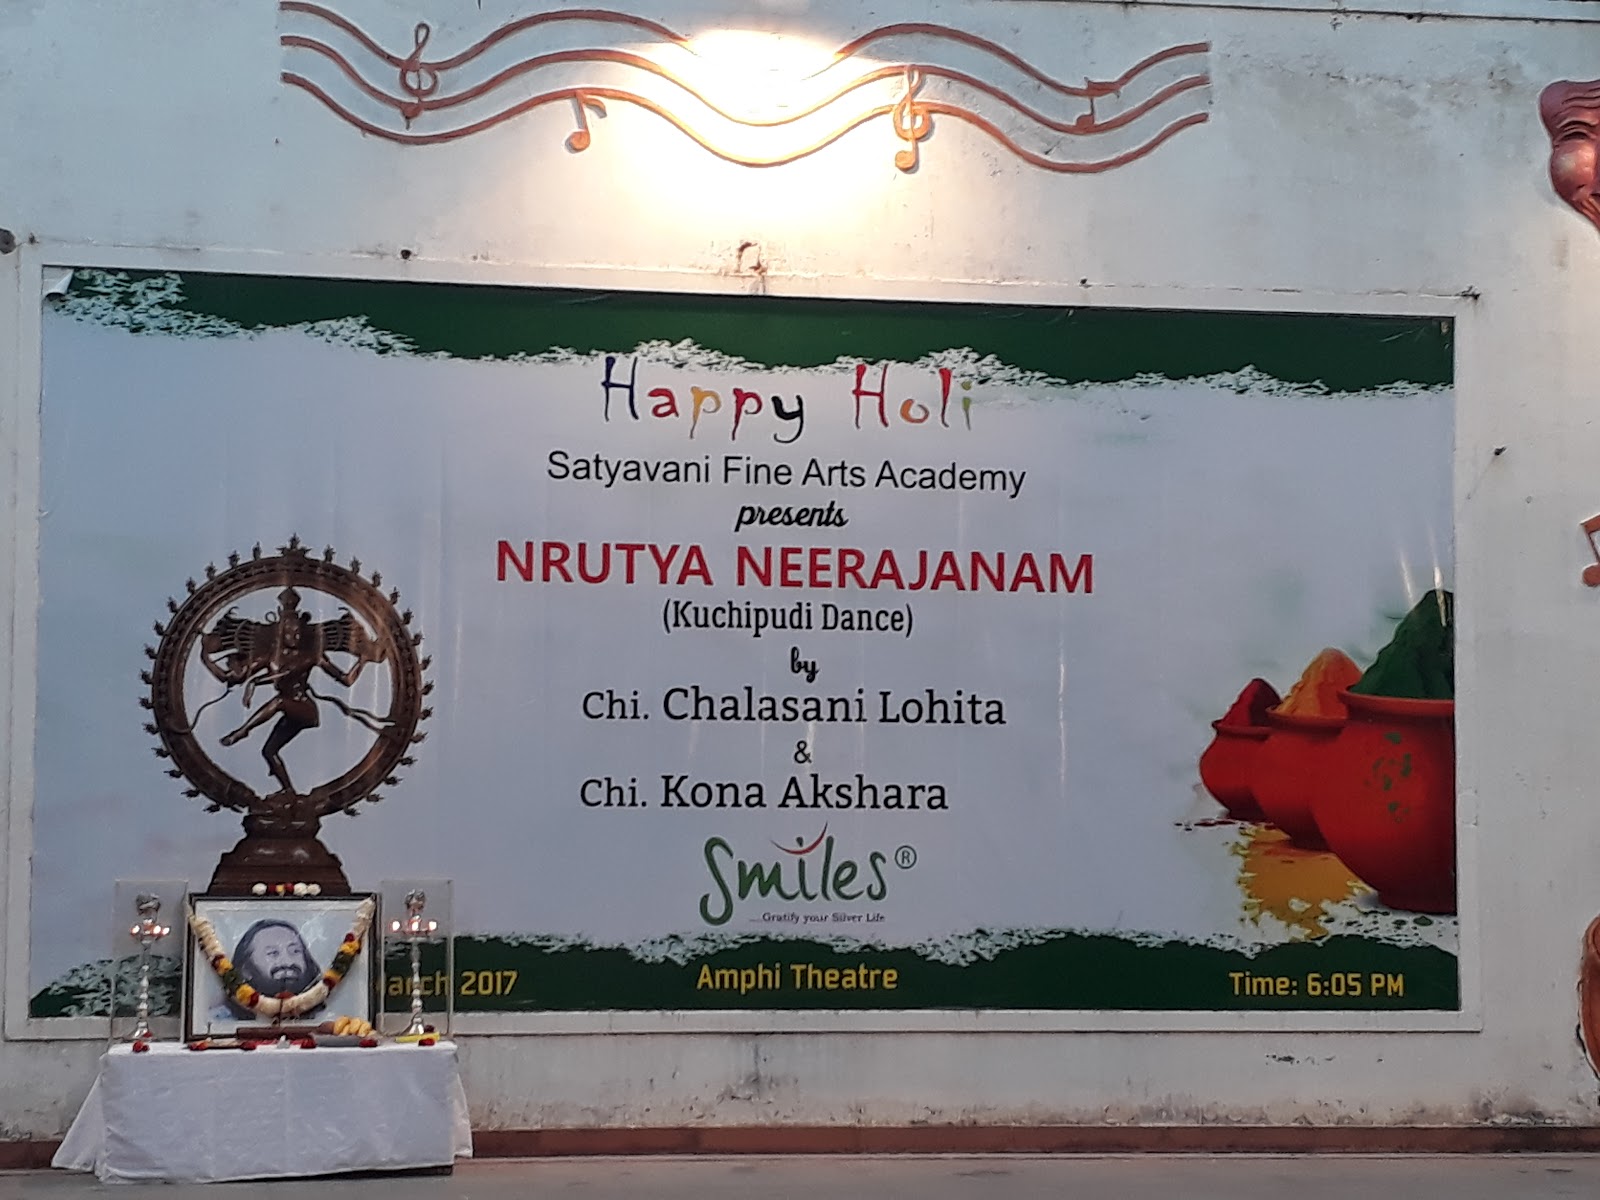 Happy Holi
Satyavani Fine Arts Academy
presents
NRUTYA NEERAJANAM
(Kuchipudi Dance)
by
Chi. Chalasani Lohita
&
Chi. Kona Akshara
Smiles®
....Gratify your Silver Life
March 2017 Amphi Theatre Time: 6:05 PM